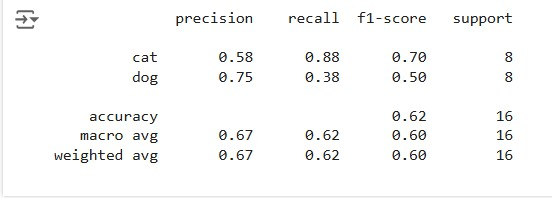 precision recall f1-score support
cat 0.58 0.88 0.70 8
dog 0.75 0.38 0.50 8
accuracy 0.62 16
macro avg 0.67 0.62 0.60 16
weighted avg 0.67 0.62 0.60 16